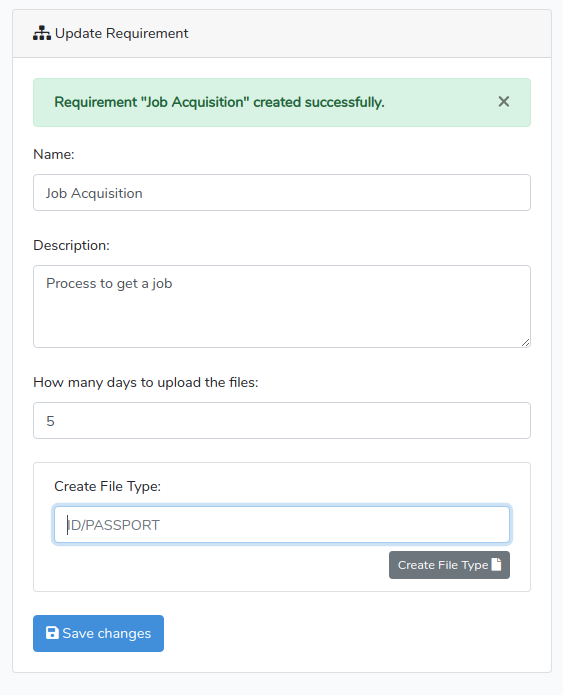 Update Requirement
Requirement "Job Acquisition" created successfully. ×
Name:
Job Acquisition
Description:
Process to get a job
How many days to upload the files:
5
Create File Type:
ID/PASSPORT
Create File Type
Save changes